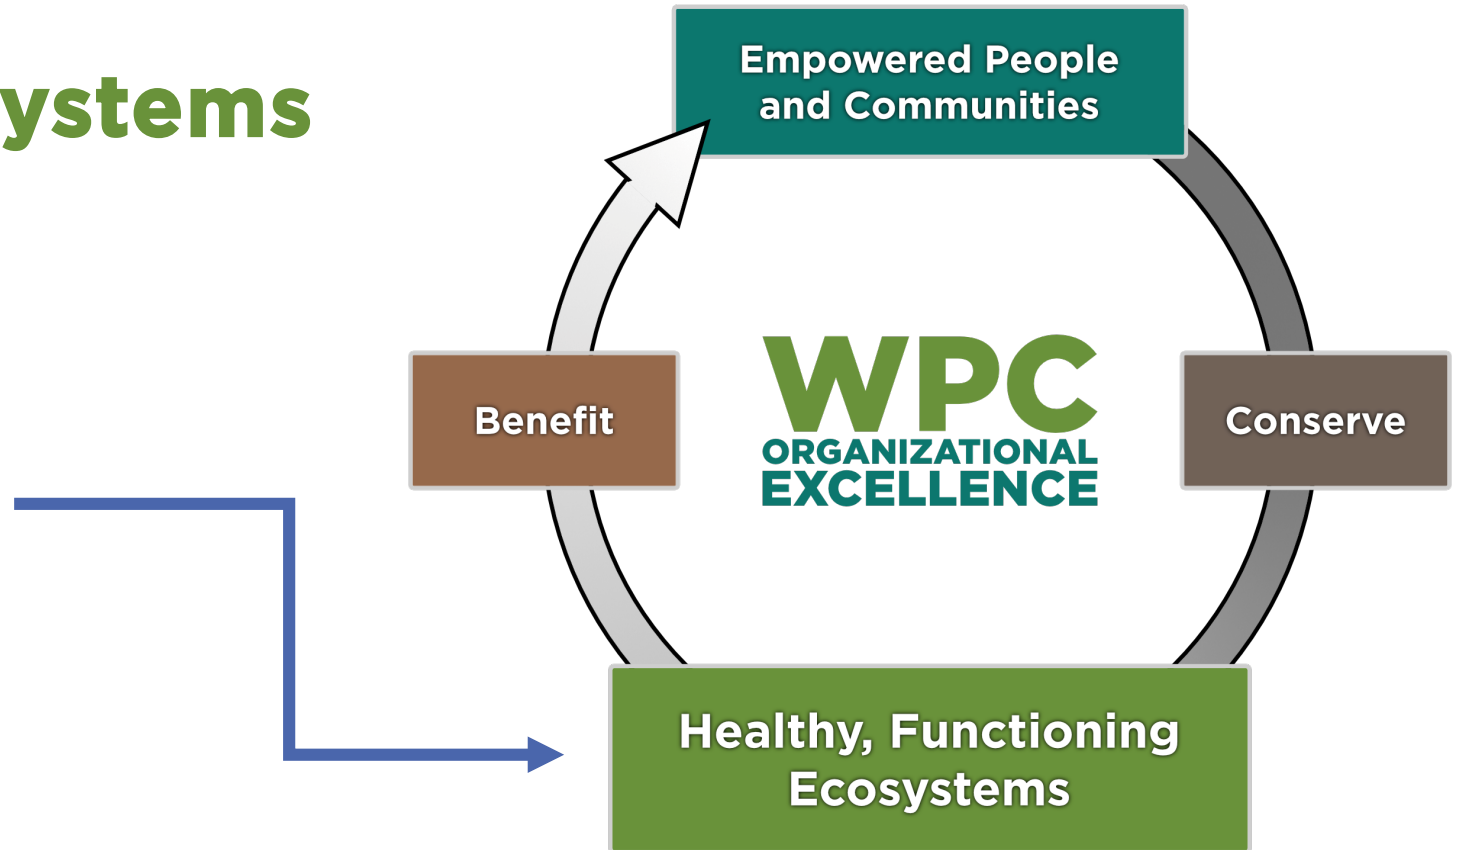 ystems
Empowered People
and Communities
Benefit
WPC
ORGANIZATIONAL
EXCELLENCE
Conserve
Healthy, Functioning
Ecosystems